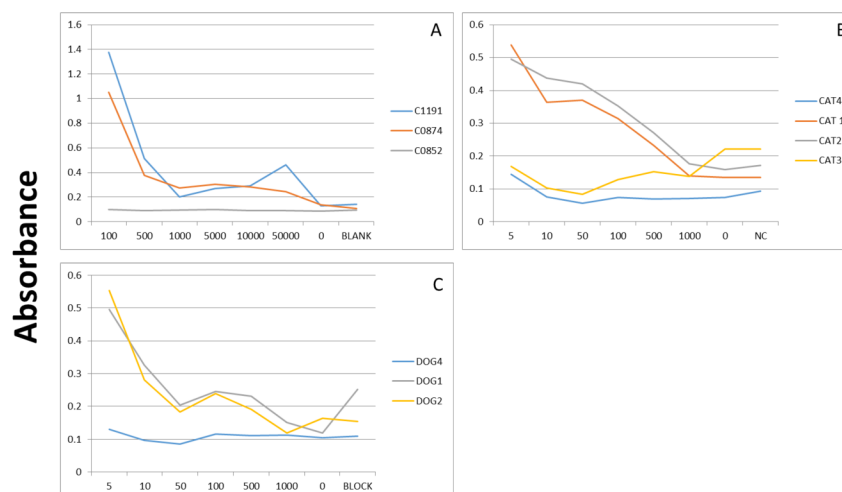 Absorbance
A
1.6
1.4
1.2
1
0.8
0.6
0.4
0.2
0
100 500 1000 5000 10000 50000 0 BLANK
C1191
C0874
C0852
0.6
0.5
0.4
0.3
0.2
0.1
0
5 10 50 100 500 1000 0 NC
CAT4
CAT 1
CAT2
CAT3
C
0.6
0.5
0.4
0.3
0.2
0.1
0
5 10 50 100 500 1000 0 BLOCK
DOG4
DOG1
DOG2